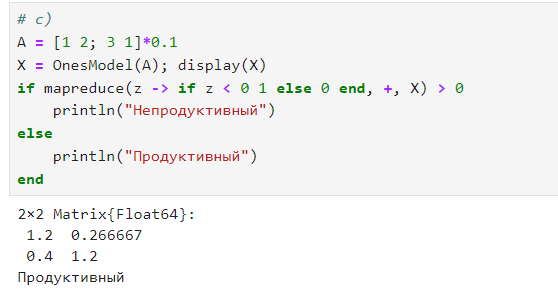 # c)
A = [1 2; 3 1]*0.1
X = OnesModel(A); display(X)
if mapreduce(z -> if z < 0 1 else 0 end, +, X) > 0
    println("Непродуктивный")
else
    println("Продуктивный")
end
2×2 Matrix{Float64}:
 1.2  0.266667
 0.4  1.2
Продуктивный